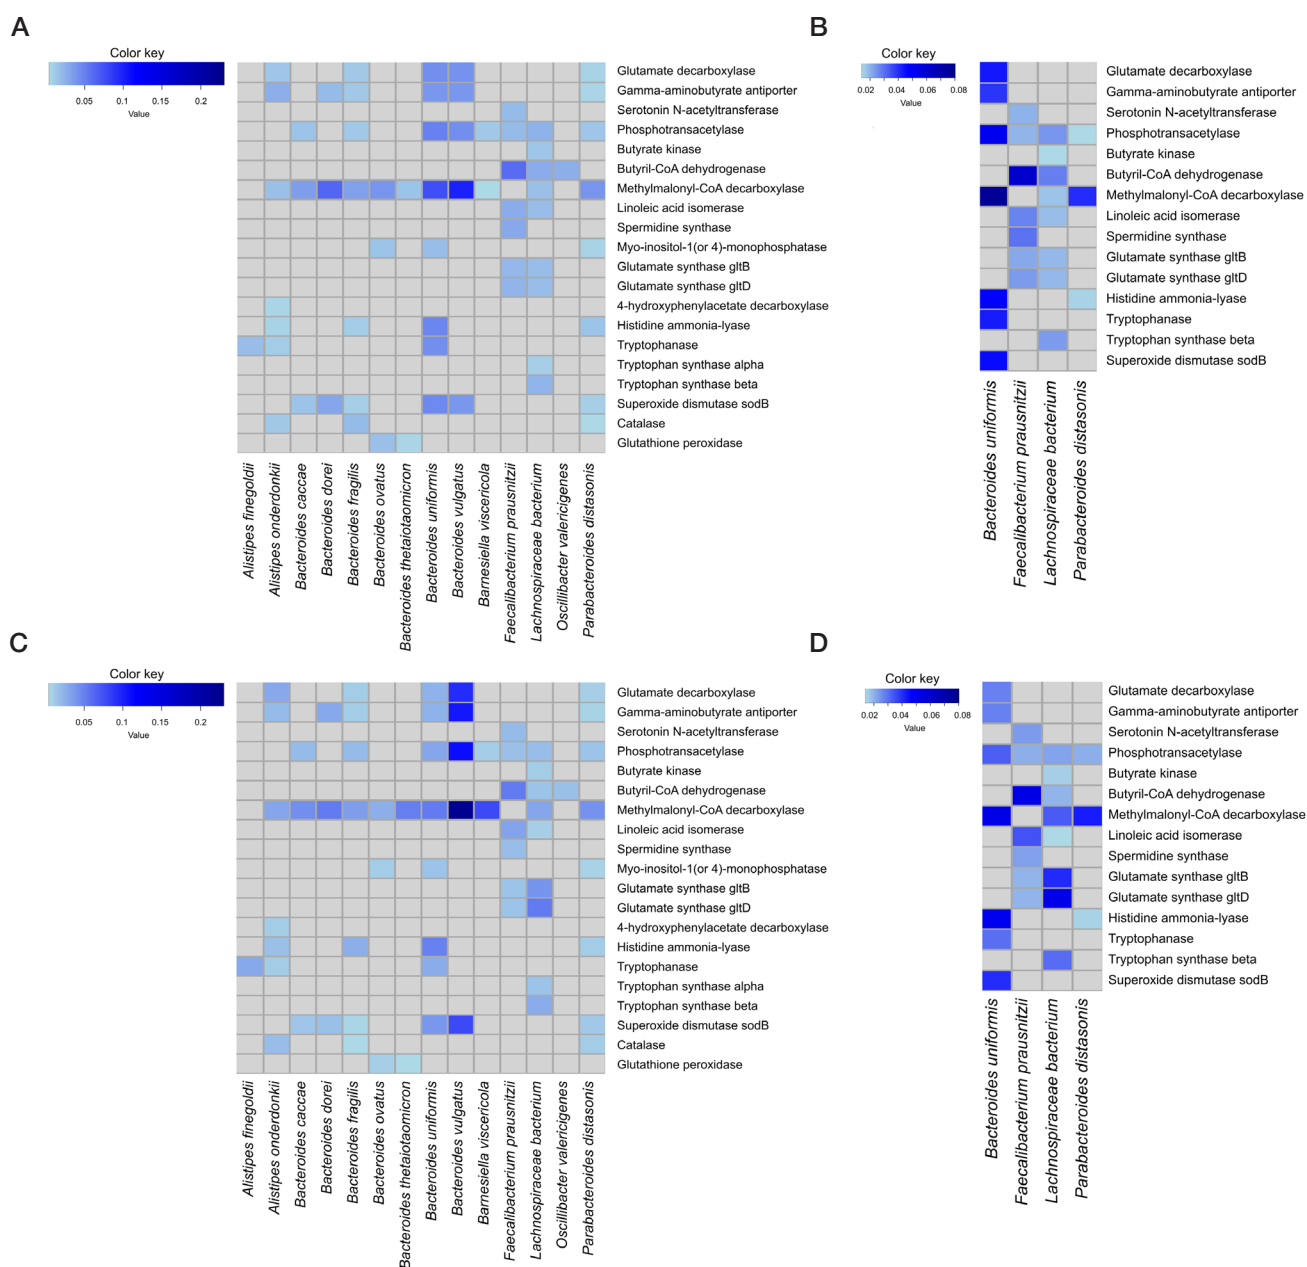 A
Color key
0.05 0.1 0.15 0.2
Value
Glutamate decarboxylase
Gamma-aminobutyrate antiporter
Serotonin N-acetyltransferase
Phosphotransacetylase
Butyrate kinase
Butyril-CoA dehydrogenase
Methylmalonyl-CoA decarboxylase
Linoleic acid isomerase
Spermidine synthase
Myo-inositol-1(or 4)-monophosphatase
Glutamate synthase gltB
Glutamate synthase gltD
4-hydroxyphenylacetate decarboxylase
Histidine ammonia-lyase
Tryptophanase
Tryptophan synthase alpha
Tryptophan synthase beta
Superoxide dismutase sodB
Catalase
Glutathione peroxidase
Alistipes finegoldii
Alistipes onderdonkii
Bacteroides caccae
Bacteroides dorei
Bacteroides fragilis
Bacteroides ovatus
Bacteroides thetaiotaomicron
Bacteroides uniformis
Bacteroides vulgatus
Barnesiella viscericola
Faecalibacterium prausnitzii
Lachnospiraceae bacterium
Oscillibacter valericigenes
Parabacteroides distasonis
B
Color key
0.02 0.04 0.06 0.08
Value
Glutamate decarboxylase
Gamma-aminobutyrate antiporter
Serotonin N-acetyltransferase
Phosphotransacetylase
Butyrate kinase
Butyril-CoA dehydrogenase
Methylmalonyl-CoA decarboxylase
Linoleic acid isomerase
Spermidine synthase
Glutamate synthase gltB
Glutamate synthase gltD
Histidine ammonia-lyase
Tryptophanase
Tryptophan synthase beta
Superoxide dismutase sodB
Bacteroides uniformis
Faecalibacterium prausnitzii
Lachnospiraceae bacterium
Parabacteroides distasonis
C
Color key
0.05 0.1 0.15 0.2
Value
Glutamate decarboxylase
Gamma-aminobutyrate antiporter
Serotonin N-acetyltransferase
Phosphotransacetylase
Butyrate kinase
Butyril-CoA dehydrogenase
Methylmalonyl-CoA decarboxylase
Linoleic acid isomerase
Spermidine synthase
Myo-inositol-1(or 4)-monophosphatase
Glutamate synthase gltB
Glutamate synthase gltD
4-hydroxyphenylacetate decarboxylase
Histidine ammonia-lyase
Tryptophanase
Tryptophan synthase alpha
Tryptophan synthase beta
Superoxide dismutase sodB
Catalase
Glutathione peroxidase
Alistipes finegoldii
Alistipes onderdonkii
Bacteroides caccae
Bacteroides dorei
Bacteroides fragilis
Bacteroides ovatus
Bacteroides thetaiotaomicron
Bacteroides uniformis
Bacteroides vulgatus
Barnesiella viscericola
Faecalibacterium prausnitzii
Lachnospiraceae bacterium
Oscillibacter valericigenes
Parabacteroides distasonis
D
Color key
0.02 0.04 0.06 0.08
Value
Glutamate decarboxylase
Gamma-aminobutyrate antiporter
Serotonin N-acetyltransferase
Phosphotransacetylase
Butyrate kinase
Butyril-CoA dehydrogenase
Methylmalonyl-CoA decarboxylase
Linoleic acid isomerase
Spermidine synthase
Glutamate synthase gltB
Glutamate synthase gltD
Histidine ammonia-lyase
Tryptophanase
Tryptophan synthase beta
Superoxide dismutase sodB
Bacteroides uniformis
Faecalibacterium prausnitzii
Lachnospiraceae bacterium
Parabacteroides distasonis